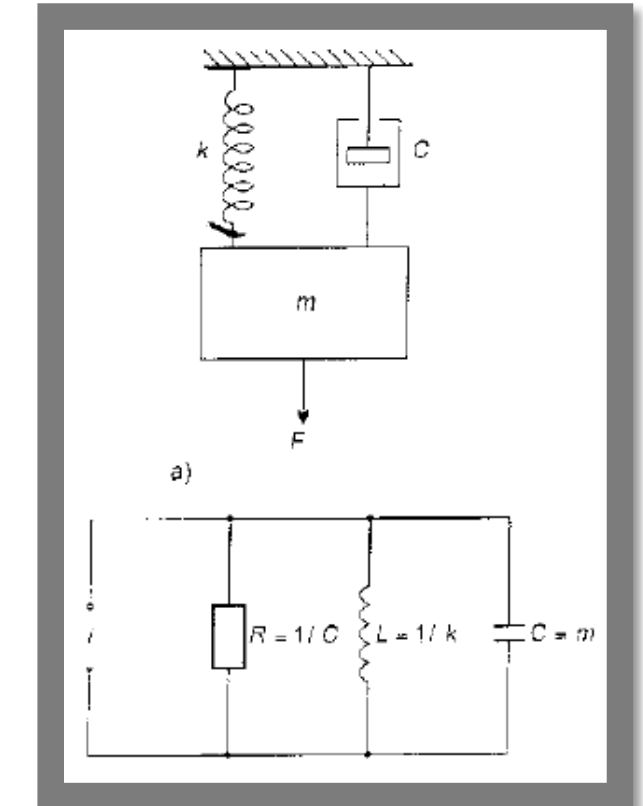 k
C
m
F
a)
i
R = 1/ C
L = 1/ k
C = m